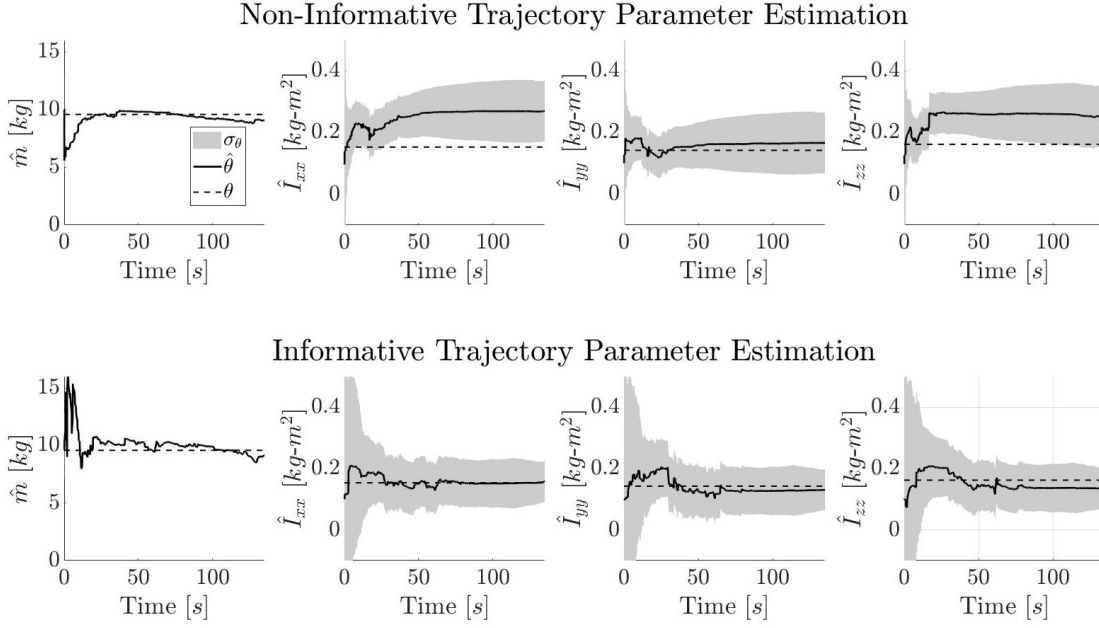 Non-Informative Trajectory Parameter Estimation
m̂ [kg]
15
10
5
0
0 50 100
Time [s]
σ_θ
θ̂
θ
Î_xx [kg-m²]
0.4
0.2
0
0 50 100
Time [s]
Î_yy [kg-m²]
0.4
0.2
0
0 50 100
Time [s]
Î_zz [kg-m²]
0.4
0.2
0
0 50 100
Time [s]
Informative Trajectory Parameter Estimation
m̂ [kg]
15
10
5
0
0 50 100
Time [s]
Î_xx [kg-m²]
0.4
0.2
0
0 50 100
Time [s]
Î_yy [kg-m²]
0.4
0.2
0
0 50 100
Time [s]
Î_zz [kg-m²]
0.4
0.2
0
0 50 100
Time [s]